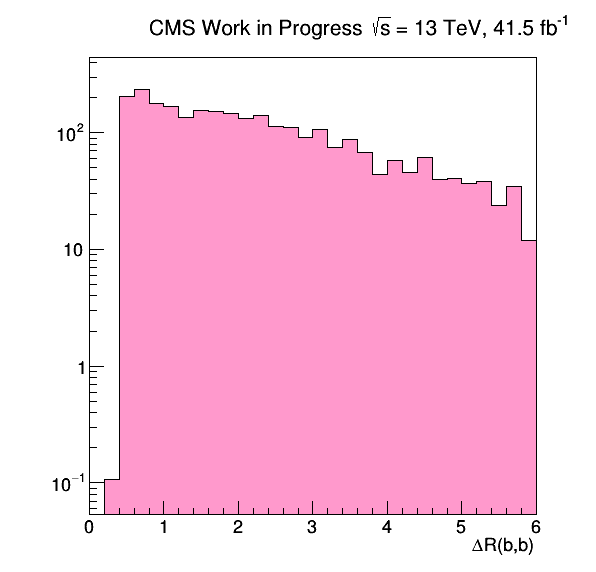 CMS Work in Progress √s = 13 TeV, 41.5 fb⁻¹
10²
10
1
10⁻¹
0 1 2 3 4 5 6
ΔR(b,b)